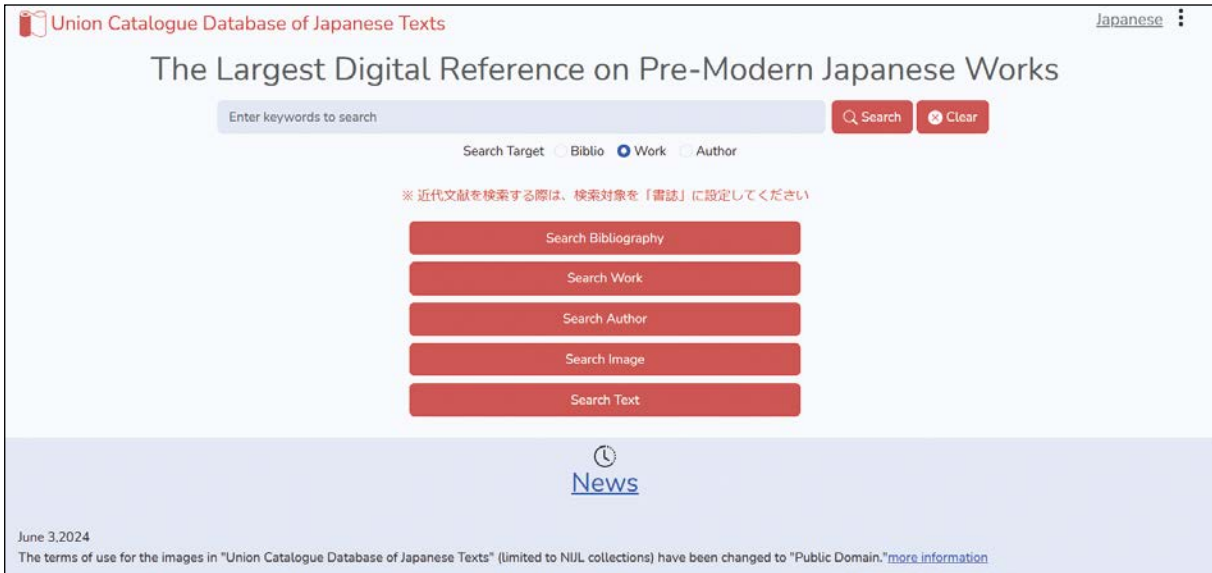 Union Catalogue Database of Japanese Texts
Japanese
The Largest Digital Reference on Pre-Modern Japanese Works
Enter keywords to search
Search
Clear
Search Target Biblio Work Author
※ 近代文献を検索する際は、検索対象を「書誌」に設定してください
Search Bibliography
Search Work
Search Author
Search Image
Search Text
News
June 3,2024
The terms of use for the images in "Union Catalogue Database of Japanese Texts" (limited to NIJL collections) have been changed to "Public Domain."more information